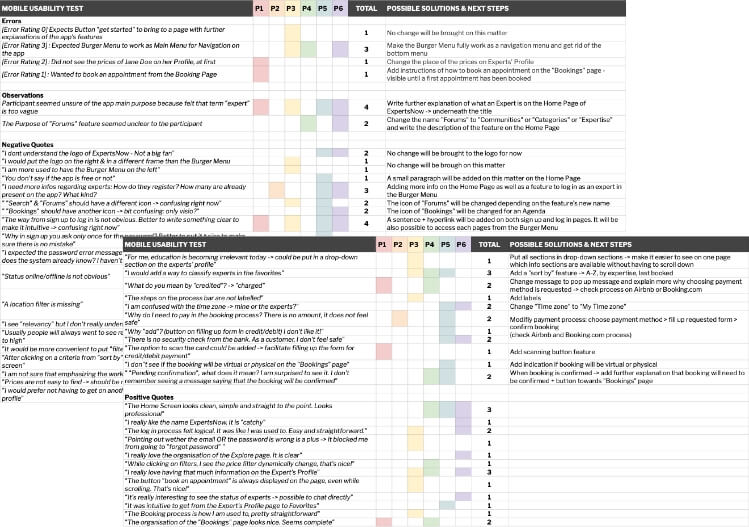 MOBILE USABILITY TEST P1 P2 P3 P4 P5 P6 TOTAL POSSIBLE SOLUTIONS & NEXT STEPS
Errors
[Error Rating 0] Expects Button "get started" to bring to a page with further
explanations of the app's features
1 No change will be brought on this matter
[Error Rating 3] : Expected Burger Menu to work as Main Menu for Navigation on
the app
3 Make the Burger Menu fully work as a navigation menu and get rid of the
bottom menu
[Error Rating 2] : Did not see the prices of Jane Doe on her Profile, at first 1 Change the place of the prices on Experts' Profile
[Error Rating 1] : Wanted to book an appointment from the Booking Page 1 Add instructions of how to book an appointment on the "Bookings" page -
visible until a first appointment has been booked
Observations
Participant seemed unsure of the app main purpose because felt that term "expert"
is too vague
4 Write further explanation of what an Expert is on the Home Page of
ExpertsNow -> underneath the title
The Purpose of "Forums" feature seemed unclear to the participant 2 Change the name "Forums" to "Communities" or "Categories" or "Expertise"
and write the description of the feature on the Home Page
Negative Quotes
"I dont understand the logo of ExpertsNow - Not a big fan" 2 No change will be brought to the logo for now
"I would put the logo on the right & in a different frame than the Burger Menu 1
No change will be brough on this matter
"I am more used to have the Burger Menu on the left" 1
"You don't say if the app is free or not" 1 A small paragraph will be added on this matter on the Home Page
"I need more infos regarding experts: How do they register? How many are already
present on the app? What kind?
3 Adding more info on the Home Page as well as a feature to log in as an expert in
the Burger Menu
" "Search" & "Forums" should have a different icon -> confusing right now" 2 The icon of "Forums" will be changed depending on the feature's new name
" "Bookings" should have another icon -> bit confusing; only visio ?" 2 The icon of "Bookings" will be changed for an Agenda
"The way from sign up to log in is not obvious. Better to write something clear to
make it intuitive -> confusing right now"
4 A sentence + hyperlink will be added on both sign up and log in pages. It will be
also possible to access each pages from the Burger Menu
"Why in sign up you ask only once for the
sure there is no mistake"
"I expected the password error message
does the system already know? / haven't
"Status online/offline is not obvious"
"A location filter is missing"
"I see "relevancy" but I don't really under
"Usually people will always want to see
to high"
"It would be more convenient to put "filt
"After clicking on a criteria from "sort by"
screen"
"I am not sure that emphasizing the work
"Prices are not easy to find -> should be
"I would prefer not having to get on anot
profile"
MOBILE USABILITY TEST P1 P2 P3 P4 P5 P6 TOTAL POSSIBLE SOLUTIONS & NEXT STEPS
"For me, education is becoming irrelevant today -> could be put in a drop-down
section on the experts' profile"
1 Put all sections in drop-down sections -> make it easier to see on one page
which info sections are available without having to scroll down
"I would add a way to classify experts in the favorites" 3 Add a "sort by" feature -> A-Z, by expertise, last booked
"What do you mean by "credited"? -> "charged" 2 Change message to pop up message and explain more why choosing payment
method is requested -> check process on Airbnb or Booking.com
"The steps on the process bar are not labelled" 1 Add labels
"I am confused with the time zone -> mine or the experts?" 2 Change "Time zone" to "My Time zone"
"Why do I need to pay in the booking process? There is no amount, it does not feel
safe"
2 Modify payment process: choose payment method > fill up requested form >
confirm booking
(check Airbnb and Booking.com process)
"Why "add"? (button on filling up form in credit/debit) I don't like it!" 1
"There is no security check from the bank. As a customer, I don't feel safe" 2
"The option to scan the card could be added -> facilitate filling up the form for
credit/debit payment"
1 Add scanning button feature
"I don't see if the booking will be virtual or physical on the "Bookings" page" 1 Add indication if booking will be virtual or physical
" "Pending confirmation", what does it mean? I am surprised to see it. I don't
remember seeing a message saying that the booking will be confirmed"
2 When booking is confirmed -> add further explanation that booking will need to
be confirmed + button towards "Bookings" page
Positive Quotes
"The Home Screen looks clean, simple and straight to the point. Looks
professional"
3
"I really like the name ExpertsNow, it is "catchy" 1
"The log in process felt logical. It was like I was used to. Easy and straightforward." 2
"Pointing out wether the email OR the password is wrong is a plus -> it blocked me
from going to "forgot password" "
1
"I really love the organisation of the Explore page. It is clear" 1
"While clicking on filters, I see the price filter dynamically change, that's nice!" 1
"I really love having that much information on the Expert's Profile" 3
"The button "book an appointment" is always displayed on the page, even while
scrolling. That's nice!"
1
"It's really interesting to see the status of experts -> possible to chat directly" 1
"It was intuitive to get from the Expert's Profile page to Favorites" 1
"The Booking process is how I am used to, pretty straightforward" 1
"The organisation of the "Bookings" page looks nice. Seems complete" 2